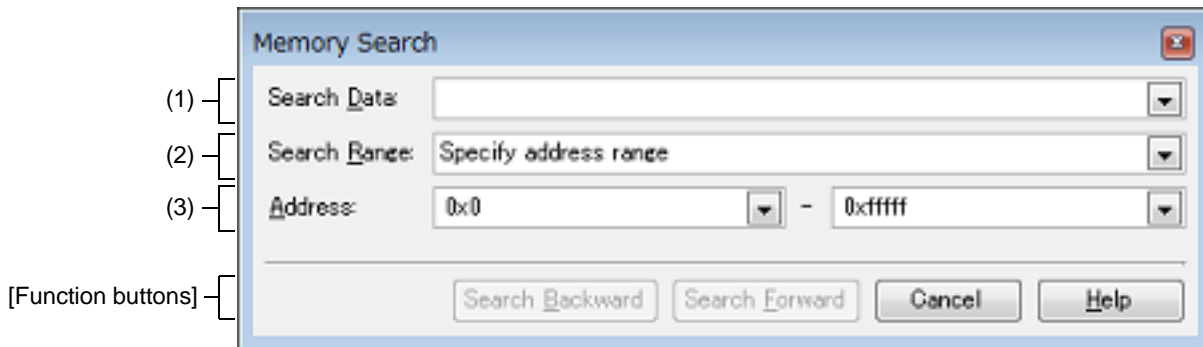 Memory Search
(1) Search Data:
(2) Search Range: Specify address range
(3) Address: 0x0 - 0xfffff
[Function buttons] Search Backward Search Forward Cancel Help